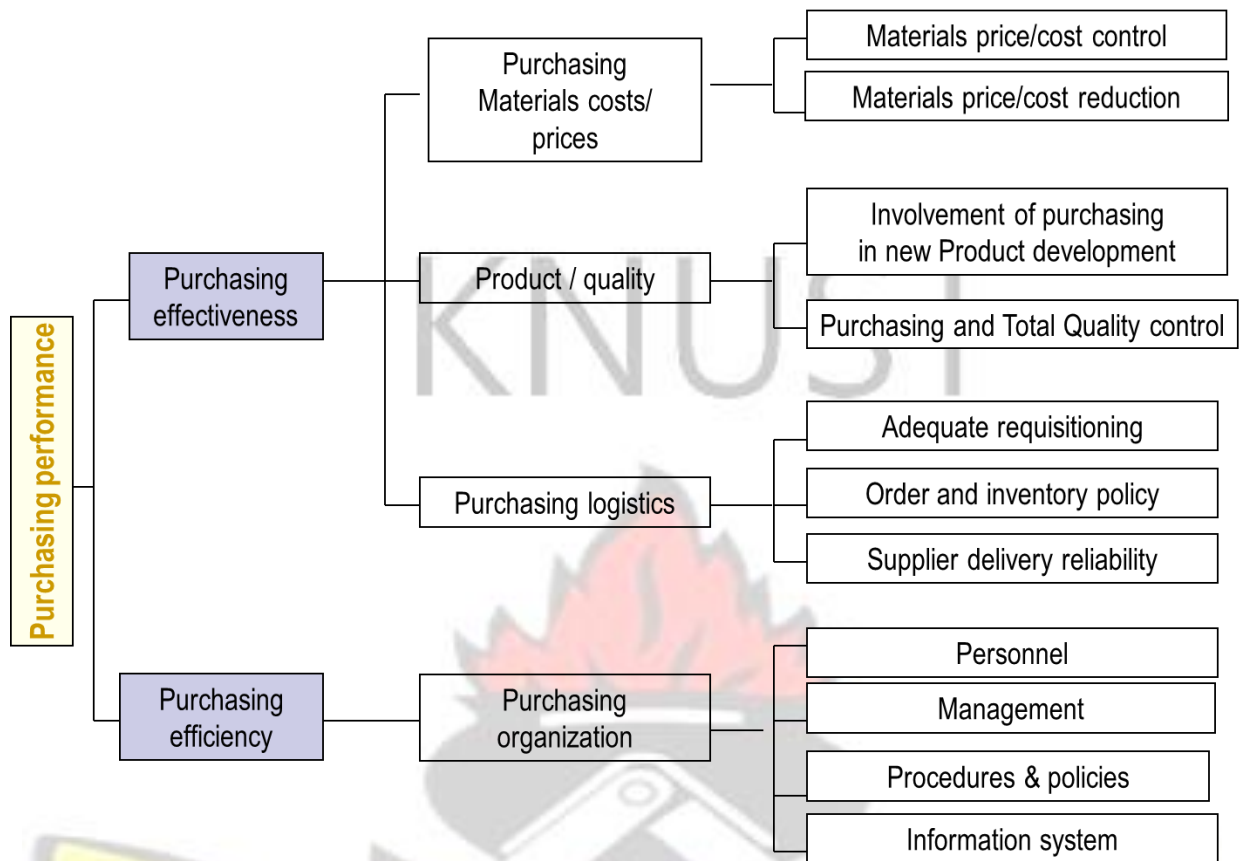 Purchasing performance
Purchasing
effectiveness
Purchasing
efficiency
Purchasing
Materials costs/
prices
Product / quality
Purchasing logistics
Purchasing
organization
Materials price/cost control
Materials price/cost reduction
Involvement of purchasing
in new Product development
Purchasing and Total Quality control
Adequate requisitioning
Order and inventory policy
Supplier delivery reliability
Personnel
Management
Procedures & policies
Information system
KNUST